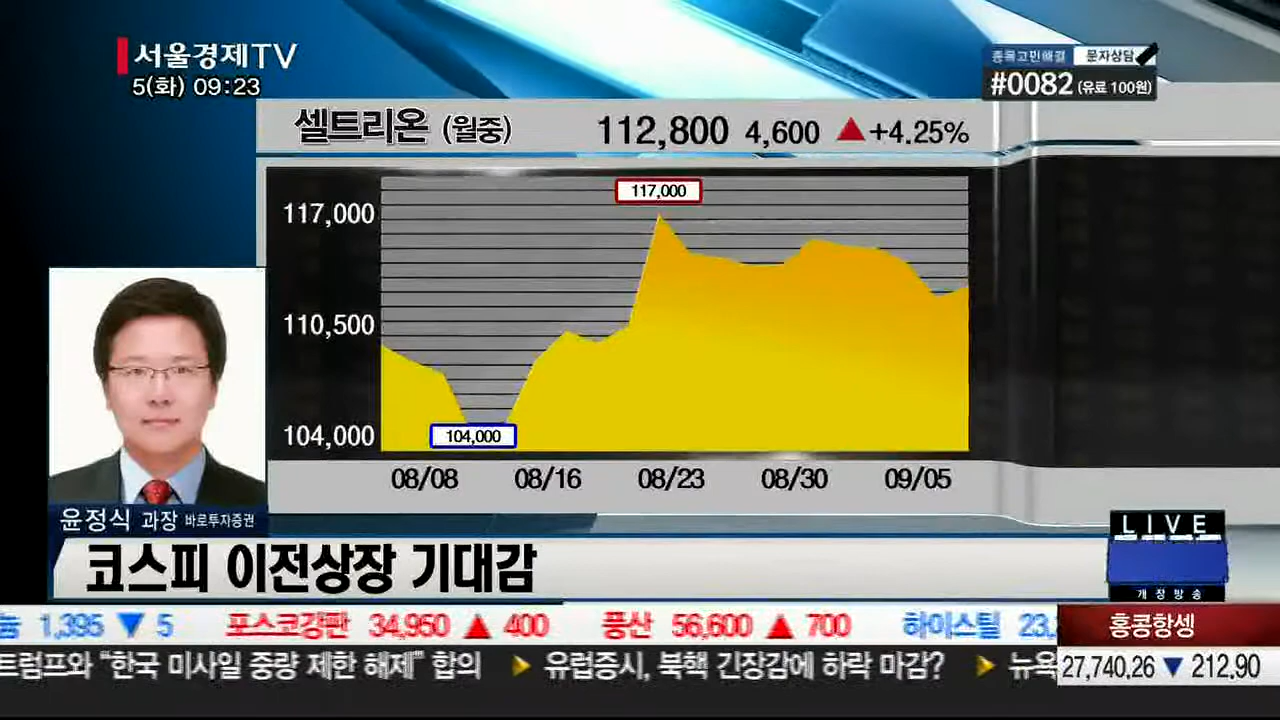 서울경제TV
5(화) 09:23
종목고민해결 문자상담
#0082 (유료 100원)
셀트리온 (월중) 112,800 4,600 ▲+4.25%
117,000
117,000
110,500
104,000
104,000
08/08 08/16 08/23 08/30 09/05
윤정식 과장 바로투자증권
코스피 이전상장 기대감
LIVE
개장방송
1,395 ▼ 5 포스코강판 34,950 ▲ 400 풍산 56,600 ▲ 700 하이스틸 23,
홍콩항셍
트럼프와 “한국 미사일 중량 제한 해제” 합의 ▶ 유럽증시, 북핵 긴장감에 하락 마감? ▶ 뉴욕
27,740.26 ▼ 212,90